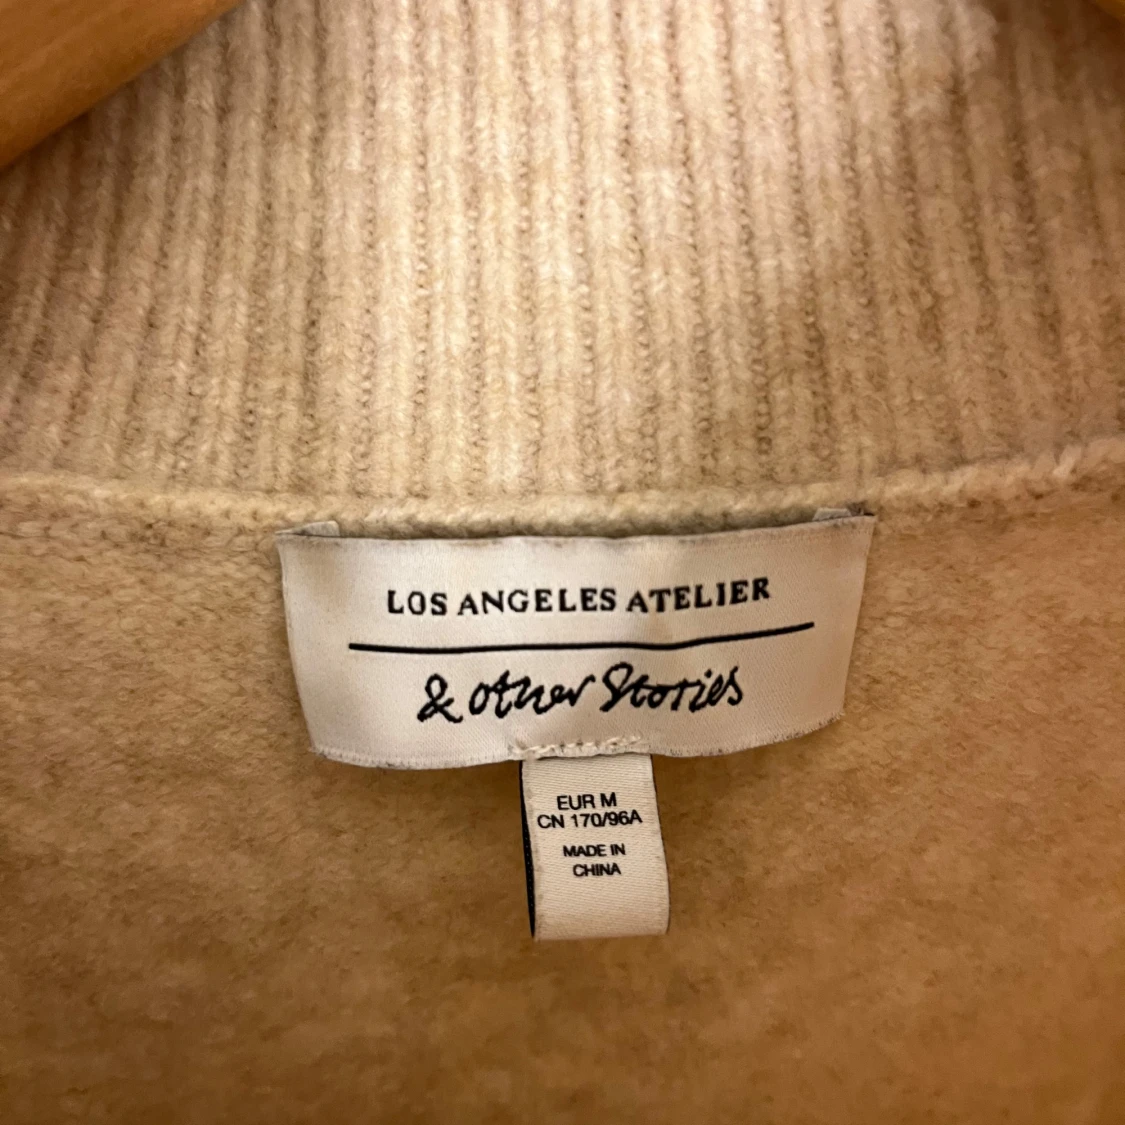 LOS ANGELES ATELIER
& other Stories
EUR M
CN 170/96A
MADE IN
CHINA